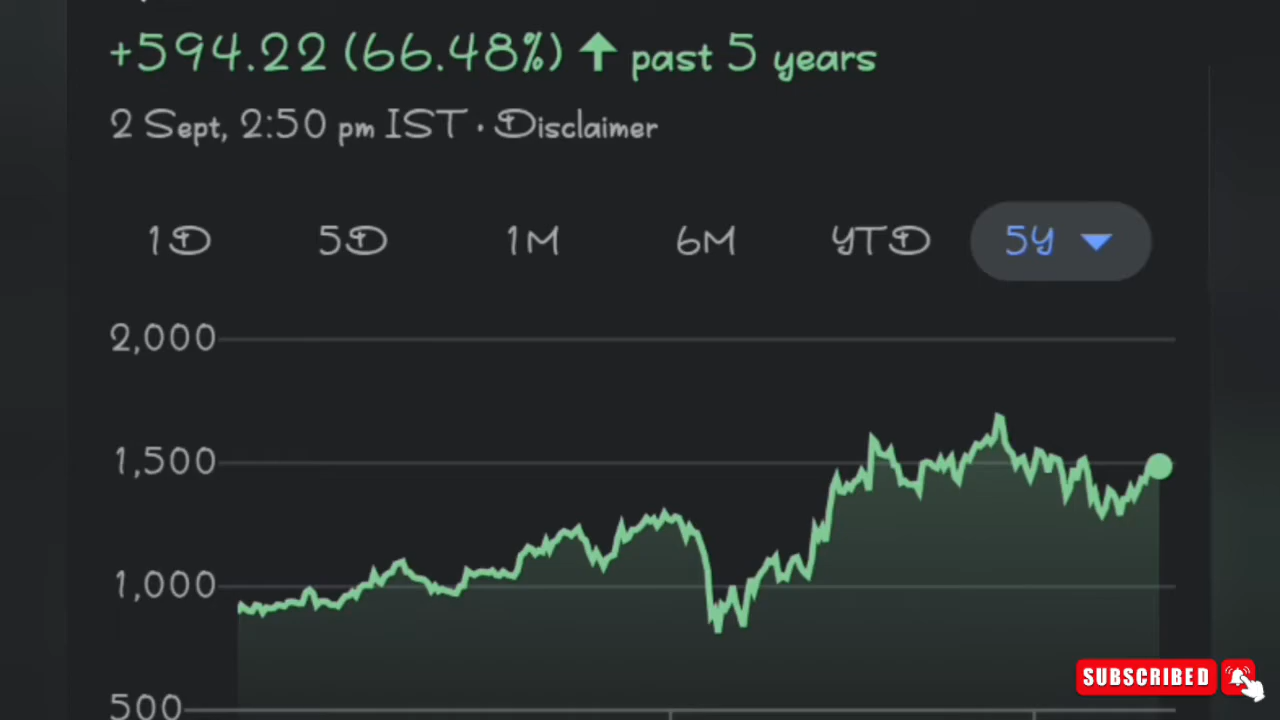 +594.22 (66.48%) ↑ past 5 years
2 Sept, 2:50 pm IST · Disclaimer
1D 5D 1M 6M YTD 5Y
2,000
1,500
1,000
500
SUBSCRIBED